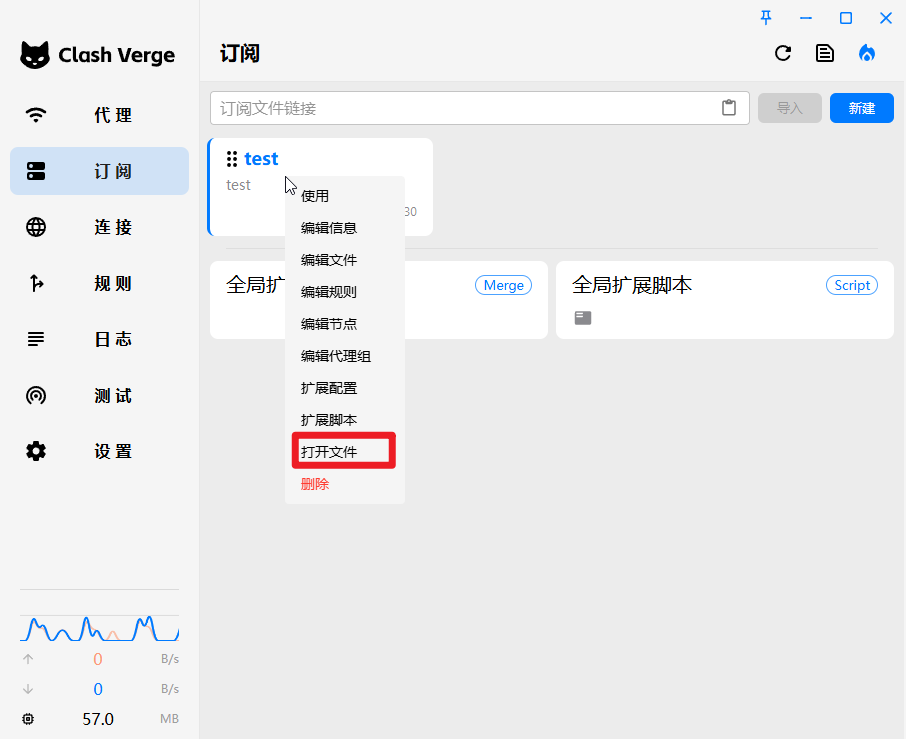 Clash Verge
代理
订阅
连接
规则
日志
测试
设置
0 B/s
0 B/s
57.0 MB
订阅
订阅文件链接
导入
新建
test
test
30
使用
编辑信息
编辑文件
编辑规则
编辑节点
编辑代理组
扩展配置
扩展脚本
打开文件
删除
全局扩
Merge
全局扩展脚本
Script